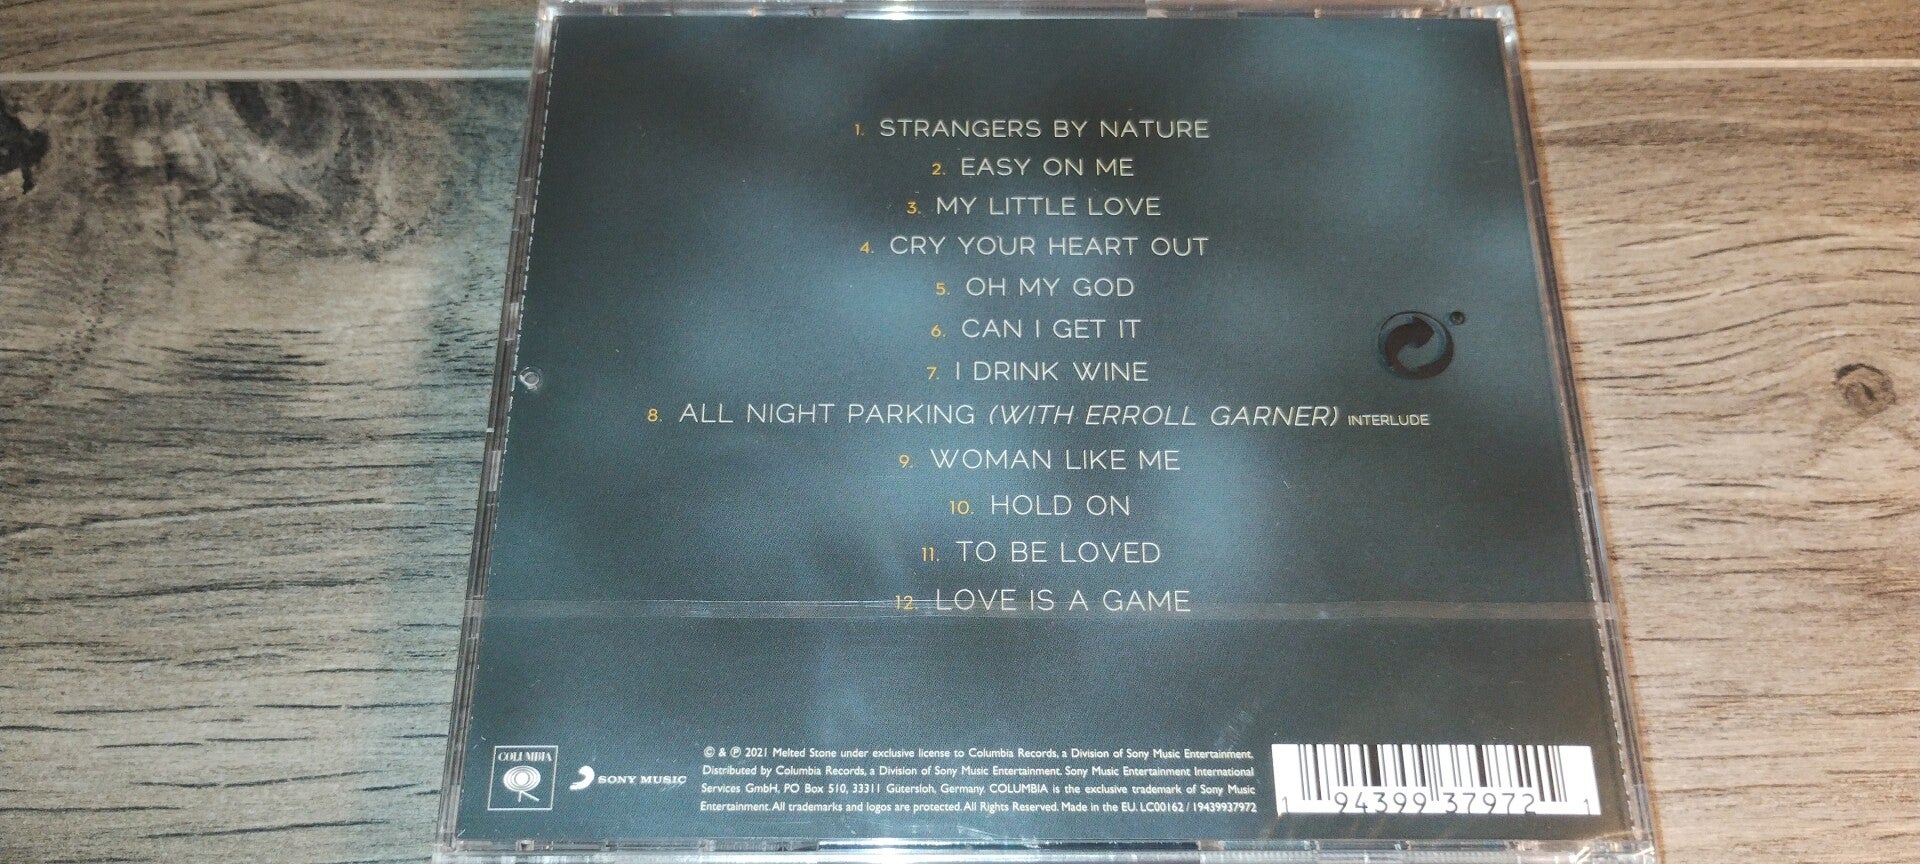 1. STRANGERS BY NATURE
2. EASY ON ME
3. MY LITTLE LOVE
4. CRY YOUR HEART OUT
5. OH MY GOD
6. CAN I GET IT
7. I DRINK WINE
8. ALL NIGHT PARKING (WITH ERROLL GARNER) INTERLUDE
9. WOMAN LIKE ME
10. HOLD ON
11. TO BE LOVED
12. LOVE IS A GAME
COLUMBIA
SONY MUSIC
© & ℗ 2021 Melted Stone under exclusive license to Columbia Records, a Division of Sony Music Entertainment.
Distributed by Columbia Records, a Division of Sony Music Entertainment. Sony Music Entertainment International
Services GmbH, PO Box 510, 33311 Gütersloh, Germany. COLUMBIA is the exclusive trademark of Sony Music
Entertainment. All trademarks and logos are protected. All Rights Reserved. Made in the EU. LC00162 / 19439937972
1 94399 37972 1